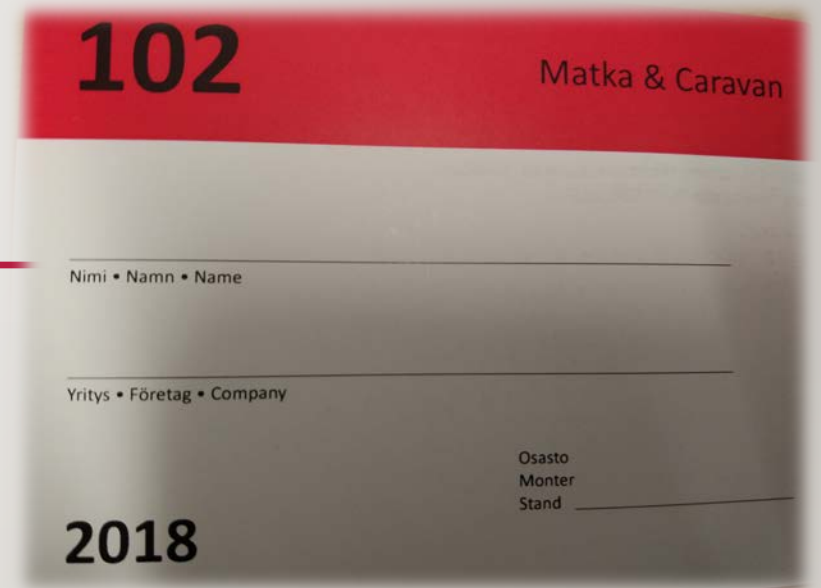 102
Matka & Caravan
Nimi • Namn • Name
Yritys • Företag • Company
Osasto
Monter
Stand
2018